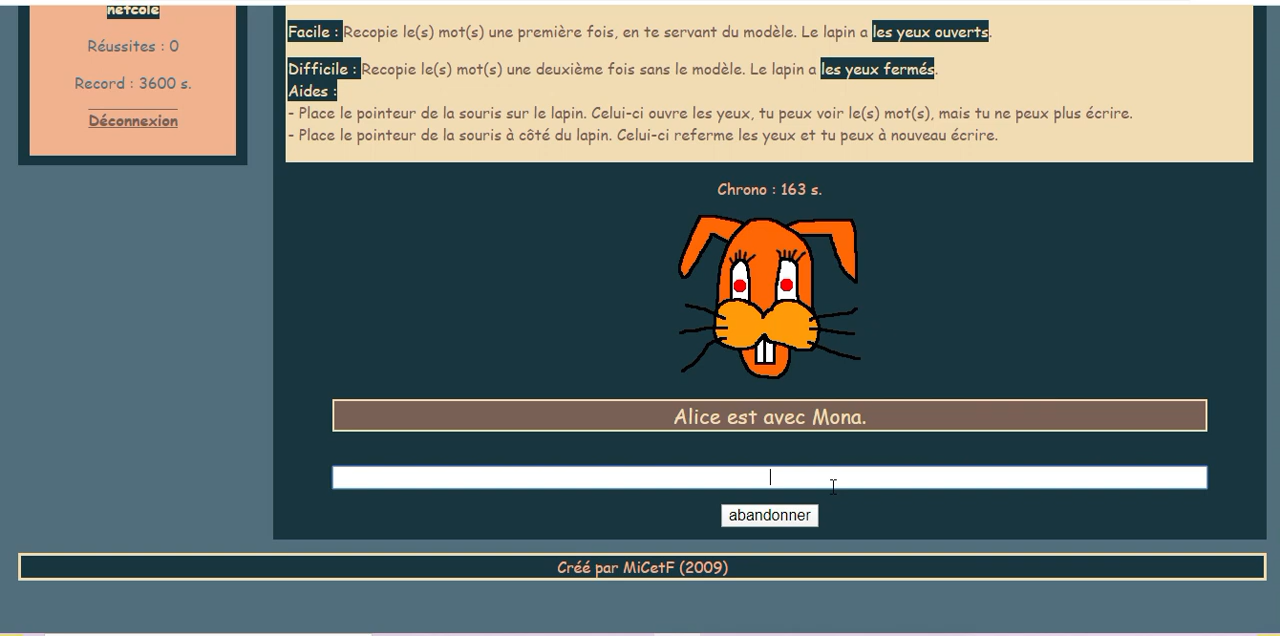 netcole
Réussites : 0
Record : 3600 s.
Déconnexion
Facile : Recopie le(s) mot(s) une première fois, en te servant du modèle. Le lapin a les yeux ouverts.
Difficile : Recopie le(s) mot(s) une deuxième fois sans le modèle. Le lapin a les yeux fermés.
Aides :
- Place le pointeur de la souris sur le lapin. Celui-ci ouvre les yeux, tu peux voir le(s) mot(s), mais tu ne peux plus écrire.
- Place le pointeur de la souris à côté du lapin. Celui-ci referme les yeux et tu peux à nouveau écrire.
Chrono : 163 s.
Alice est avec Mona.
abandonner
Créé par MiCetF (2009)